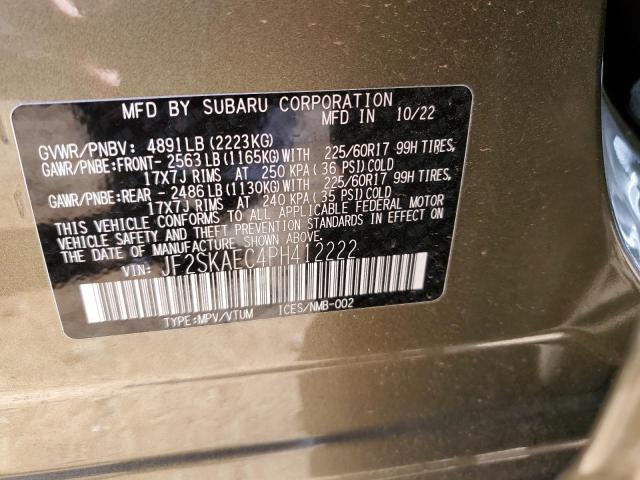 MFD BY SUBARU CORPORATION 10/22
GVWR/PNBV: 4891LB(2223KG)
GAWR/PNBE:FRONT- 2563LB(1165KG)WITH 225/60R17 99H TIRES,
17X7J RIMS AT 250 KPA(36 PSI)COLD
GAWR/PNBE:REAR - 2486LB(1130KG)WITH 225/60R17 99H TIRES,
17X7J RIMS AT 240 KPA(35 PSI)COLD
THIS VEHICLE CONFORMS TO ALL APPLICABLE FEDERAL MOTOR
VEHICLE SAFETY AND THEFT PREVENTION STANDARDS IN EFFECT ON
THE DATE OF MANUFACTURE SHOWN ABOVE.
VIN: JF2SKAEC4PH412222
TYPE:MPV/VTUM ICES/NMB-002